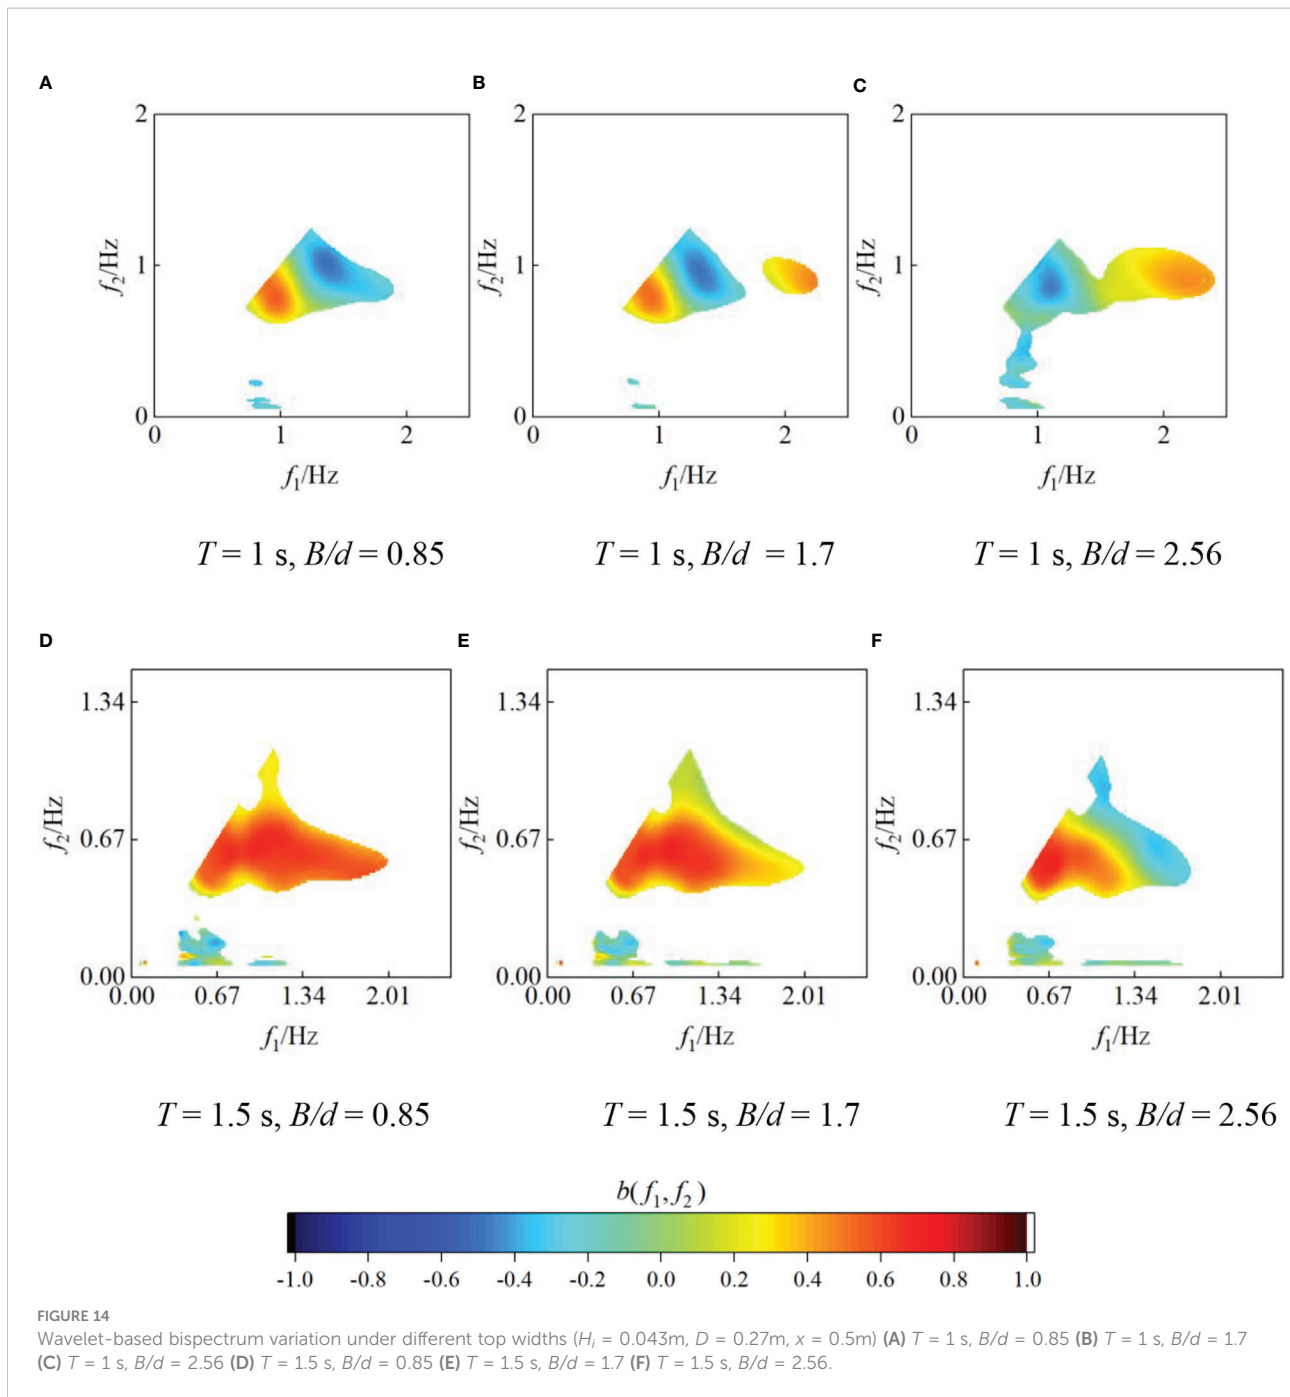 A
B
C
2
1
0
f₂/Hz
0 1 2
f₁/Hz
2
1
0
f₂/Hz
0 1 2
f₁/Hz
2
1
0
f₂/Hz
0 1 2
f₁/Hz
T = 1 s, B/d = 0.85
T = 1 s, B/d = 1.7
T = 1 s, B/d = 2.56
D
E
F
1.34
0.67
0.00
f₂/Hz
0.00 0.67 1.34 2.01
f₁/Hz
1.34
0.67
0.00
f₂/Hz
0.00 0.67 1.34 2.01
f₁/Hz
1.34
0.67
0.00
f₂/Hz
0.00 0.67 1.34 2.01
f₁/Hz
T = 1.5 s, B/d = 0.85
T = 1.5 s, B/d = 1.7
T = 1.5 s, B/d = 2.56
b(f₁,f₂)
-1.0 -0.8 -0.6 -0.4 -0.2 0.0 0.2 0.4 0.6 0.8 1.0
FIGURE 14
Wavelet-based bispectrum variation under different top widths (Hᵢ = 0.043m, D = 0.27m, x = 0.5m) (A) T = 1 s, B/d = 0.85 (B) T = 1 s, B/d = 1.7
(C) T = 1 s, B/d = 2.56 (D) T = 1.5 s, B/d = 0.85 (E) T = 1.5 s, B/d = 1.7 (F) T = 1.5 s, B/d = 2.56.